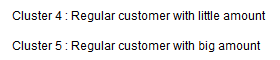 Cluster 4 : Regular customer with little amount
Cluster 5 : Regular customer with big amount